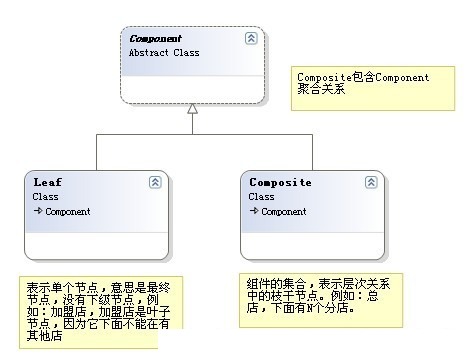 Component
Abstract Class
Composite包含Component
聚合关系
Leaf
Class
Component
Composite
Class
Component
表示单个节点，意思是最终
节点，没有下级节点，例
如：加盟店，加盟店是叶子
节点，因为它下面不能在有
其他店
组件的集合，表示层次关系
中的枝干节点。例如：总
店，下面有N个分店。